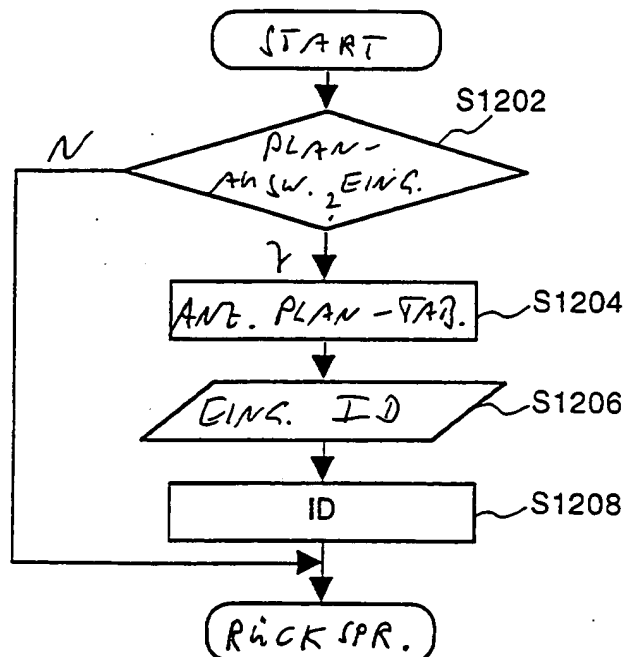 START
S1202
N
PLAN-
AUSW. EING.
?
Y
ANZ. PLAN-TAB.
S1204
EING. ID
S1206
ID
S1208
RÜCKSPR.